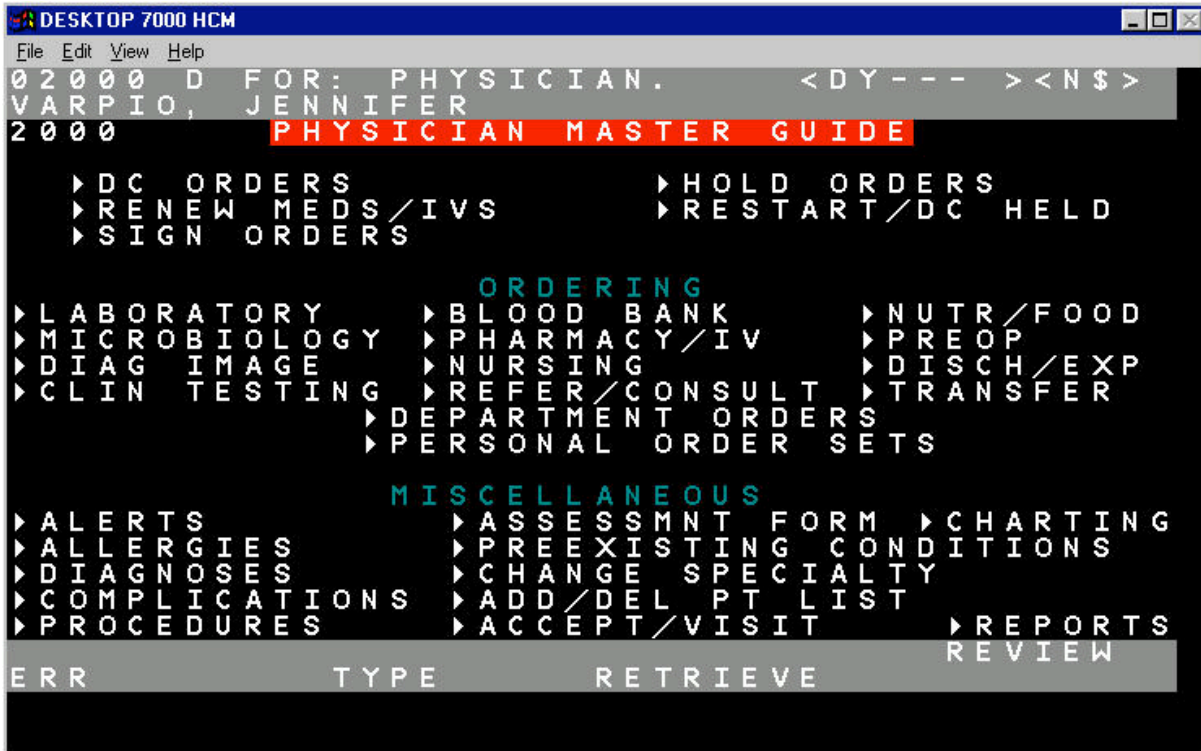 DESKTOP 7000 HCM
File Edit View Help
02000 D FOR: PHYSICIAN. <DY--- ><N$>
VARPIO, JENNIFER
2000 PHYSICIAN MASTER GUIDE
DC ORDERS HOLD ORDERS
RENEW MEDS/IVS RESTART/DC HELD
SIGN ORDERS
ORDERING
LABORATORY BLOOD BANK NUTR/FOOD
MICROBIOLOGY PHARMACY/IV PREOP
DIAG IMAGE NURSING DISCH/EXP
CLIN TESTING REFER/CONSULT TRANSFER
DEPARTMENT ORDERS
PERSONAL ORDER SETS
MISCELLANEOUS
ALERTS ASSESSMNT FORM CHARTING
ALLERGIES PREEXISTING CONDITIONS
DIAGNOSES CHANGE SPECIALTY
COMPLICATIONS ADD/DEL PT LIST
PROCEDURES ACCEPT/VISIT REPORTS
REVIEW
ERR TYPE RETRIEVE